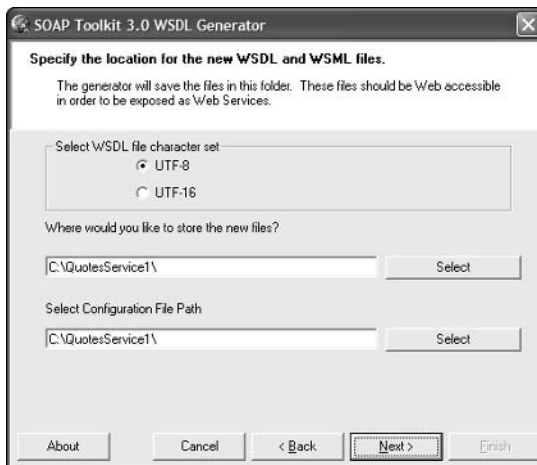 SOAP Toolkit 3.0 WSDL Generator
Specify the location for the new WSDL and WSML files.
The generator will save the files in this folder. These files should be Web accessible
in order to be exposed as Web Services.
Select WSDL file character set
UTF-8
UTF-16
Where would you like to store the new files?
C:\QuotesService1\ Select
Select Configuration File Path
C:\QuotesService1\ Select
About Cancel < Back Next > Finish